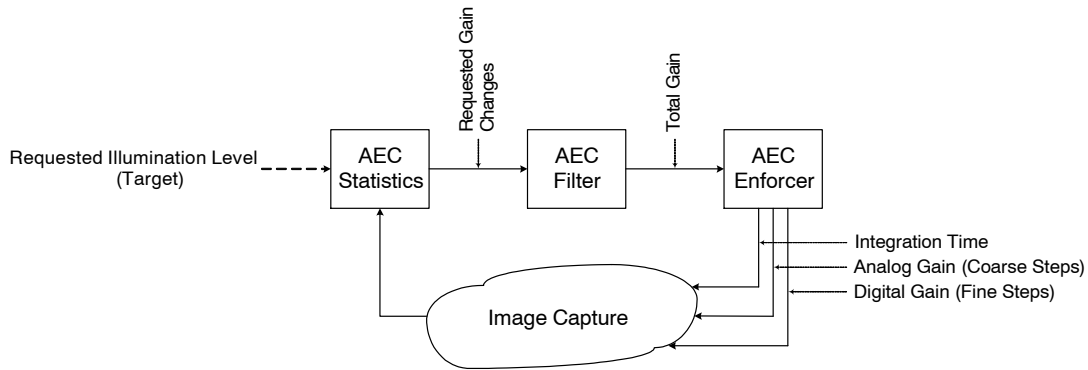 Requested Gain
Changes
Total Gain
Requested Illumination Level
(Target)
AEC
Statistics
AEC
Filter
AEC
Enforcer
Integration Time
Analog Gain (Coarse Steps)
Digital Gain (Fine Steps)
Image Capture